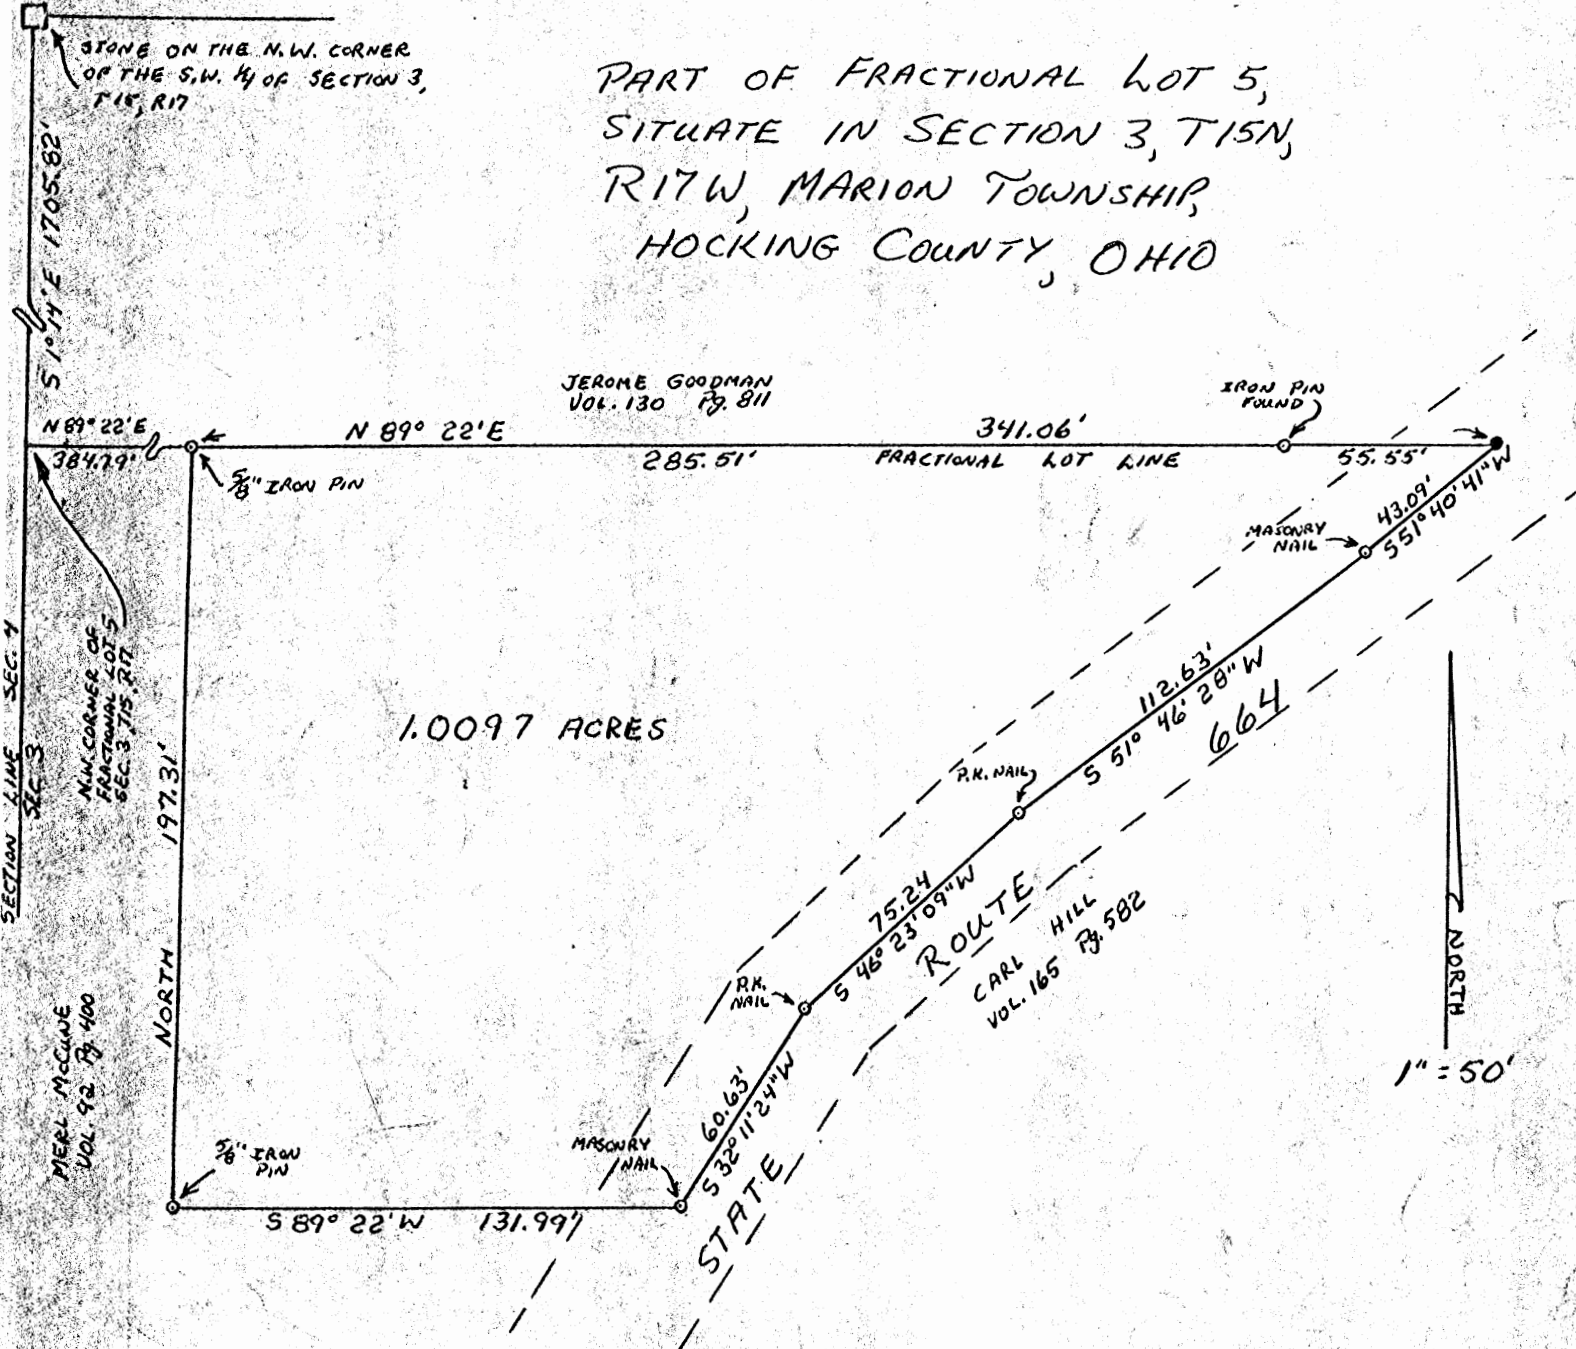 STONE ON THE N.W. CORNER
OF THE S.W. 1/4 OF SECTION 3,
T15, R17
PART OF FRACTIONAL LOT 5,
SITUATE IN SECTION 3, T15N,
R17W, MARION TOWNSHIP,
HOCKING COUNTY, OHIO
S 1° 14' E 1705.82'
JEROME GOODMAN
VOL. 130 Pg. 811
IRON PIN
FOUND
N 89° 22' E
384.79'
N 89° 22' E
341.06'
285.51'
FRACTIONAL LOT LINE
55.55'
5/8" IRON PIN
43.09'
S 51° 40' 41" W
MASONRY
NAIL
SECTION LINE SEC. 4
SEC. 3
N.W. CORNER OF
FRACTIONAL LOT 5
SEC. 3, T15, R17
NORTH 197.31'
1.0097 ACRES
112.63'
S 51° 46' 28" W
664
P.K. NAIL
75.24
S 46° 23' 09" W
ROUTE
CARL HILL
VOL. 165 Pg. 582
NORTH
1" = 50'
P.K.
NAIL
MERL McCUNE
VOL. 92 Pg. 400
60.63'
S 32° 11' 24" W
STATE
MASONRY
NAIL
5/8" IRON
PIN
S 89° 22' W 131.99'